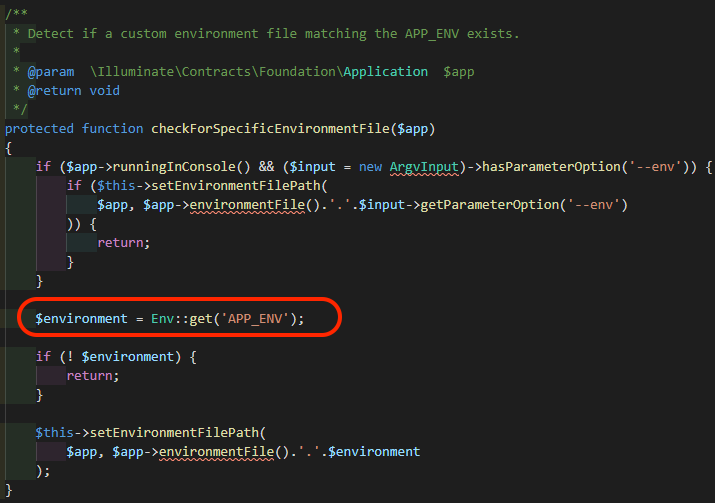 /**
 * Detect if a custom environment file matching the APP_ENV exists.
 *
 * @param  \Illuminate\Contracts\Foundation\Application  $app
 * @return void
 */
protected function checkForSpecificEnvironmentFile($app)
{
    if ($app->runningInConsole() && ($input = new ArgvInput)->hasParameterOption('--env')) {
        if ($this->setEnvironmentFilePath(
            $app, $app->environmentFile().'.'.$input->getParameterOption('--env')
        )) {
            return;
        }
    }
    $environment = Env::get('APP_ENV');
    if (! $environment) {
        return;
    }
    $this->setEnvironmentFilePath(
        $app, $app->environmentFile().'.'.$environment
    );
}